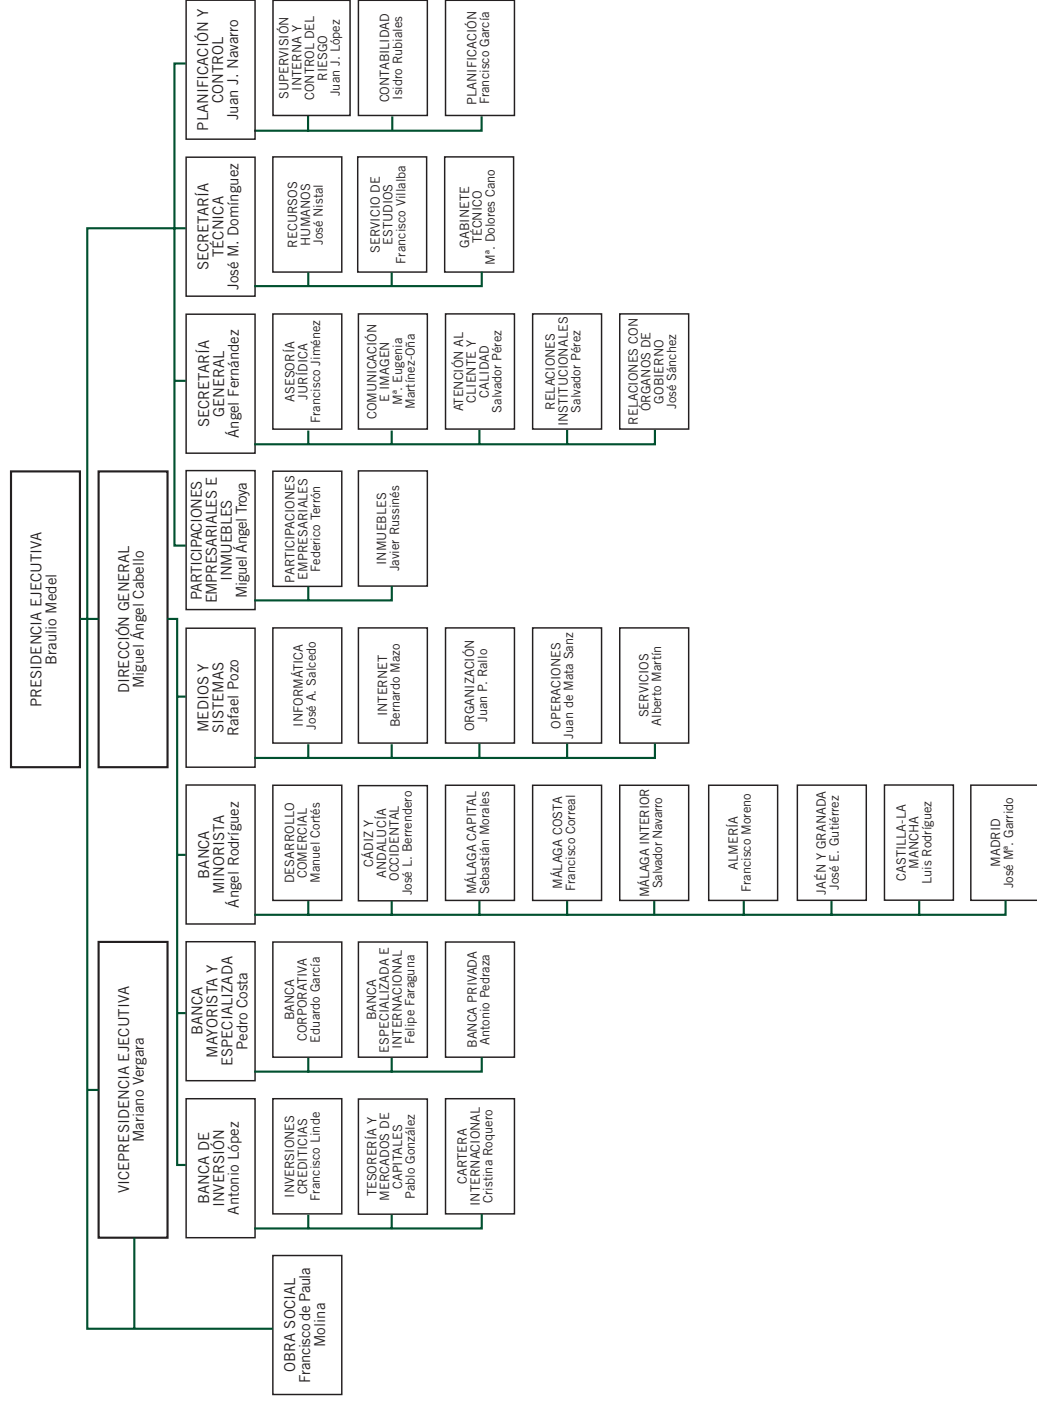 PRESIDENCIA EJECUTIVA
Braulio Medel
VICEPRESIDENCIA EJECUTIVA
Mariano Vergara
DIRECCIÓN GENERAL
Miguel Ángel Cabello
BANCA DE
INVERSIÓN
Antonio López
BANCA
MAYORISTA Y
ESPECIALIZADA
Pedro Costa
BANCA
MINORISTA
Ángel Rodríguez
MEDIOS Y
SISTEMAS
Rafael Pozo
PARTICIPACIONES
EMPRESARIALES E
INMUEBLES
Miguel Ángel Troya
SECRETARÍA
GENERAL
Ángel Fernández
SECRETARÍA
TÉCNICA
José M. Domínguez
PLANIFICACIÓN Y
CONTROL
Juan J. Navarro
OBRA SOCIAL
Francisco de Paula
Molina
INVERSIONES
CREDITICIAS
Francisco Linde
TESORERÍA Y
MERCADOS DE
CAPITALES
Pablo González
CARTERA
INTERNACIONAL
Cristina Roquero
BANCA
CORPORATIVA
Eduardo García
BANCA
ESPECIALIZADA E
INTERNACIONAL
Felipe Faraguna
BANCA PRIVADA
Antonio Pedraza
DESARROLLO
COMERCIAL
Manuel Cortés
CÁDIZ Y
ANDALUCÍA
OCCIDENTAL
José L. Berrendero
MÁLAGA CAPITAL
Sebastián Morales
MÁLAGA COSTA
Francisco Correal
MÁLAGA INTERIOR
Salvador Navarro
ALMERÍA
Francisco Moreno
JAÉN Y GRANADA
José E. Gutiérrez
CASTILLA-LA
MANCHA
Luis Rodríguez
MADRID
José Mª. Garrido
INFORMÁTICA
José A. Salcedo
INTERNET
Bernardo Mazo
ORGANIZACIÓN
Juan P. Rallo
OPERACIONES
Juan de Mata Sanz
SERVICIOS
Alberto Martín
PARTICIPACIONES
EMPRESARIALES
Federico Terrón
INMUEBLES
Javier Russinés
ASESORÍA
JURÍDICA
Francisco Jiménez
COMUNICACIÓN
E IMAGEN
Mª. Eugenia
Martínez-Oña
ATENCIÓN AL
CLIENTE Y
CALIDAD
Salvador Pérez
RELACIONES
INSTITUCIONALES
Salvador Pérez
RELACIONES CON
ÓRGANOS DE
GOBIERNO
José Sánchez
RECURSOS
HUMANOS
José Nistal
SERVICIO DE
ESTUDIOS
Francisco Villalba
GABINETE
TÉCNICO
Mª. Dolores Cano
SUPERVISIÓN
INTERNA Y
CONTROL DEL
RIESGO
Juan J. López
CONTABILIDAD
Isidro Rubiales
PLANIFICACIÓN
Francisco García